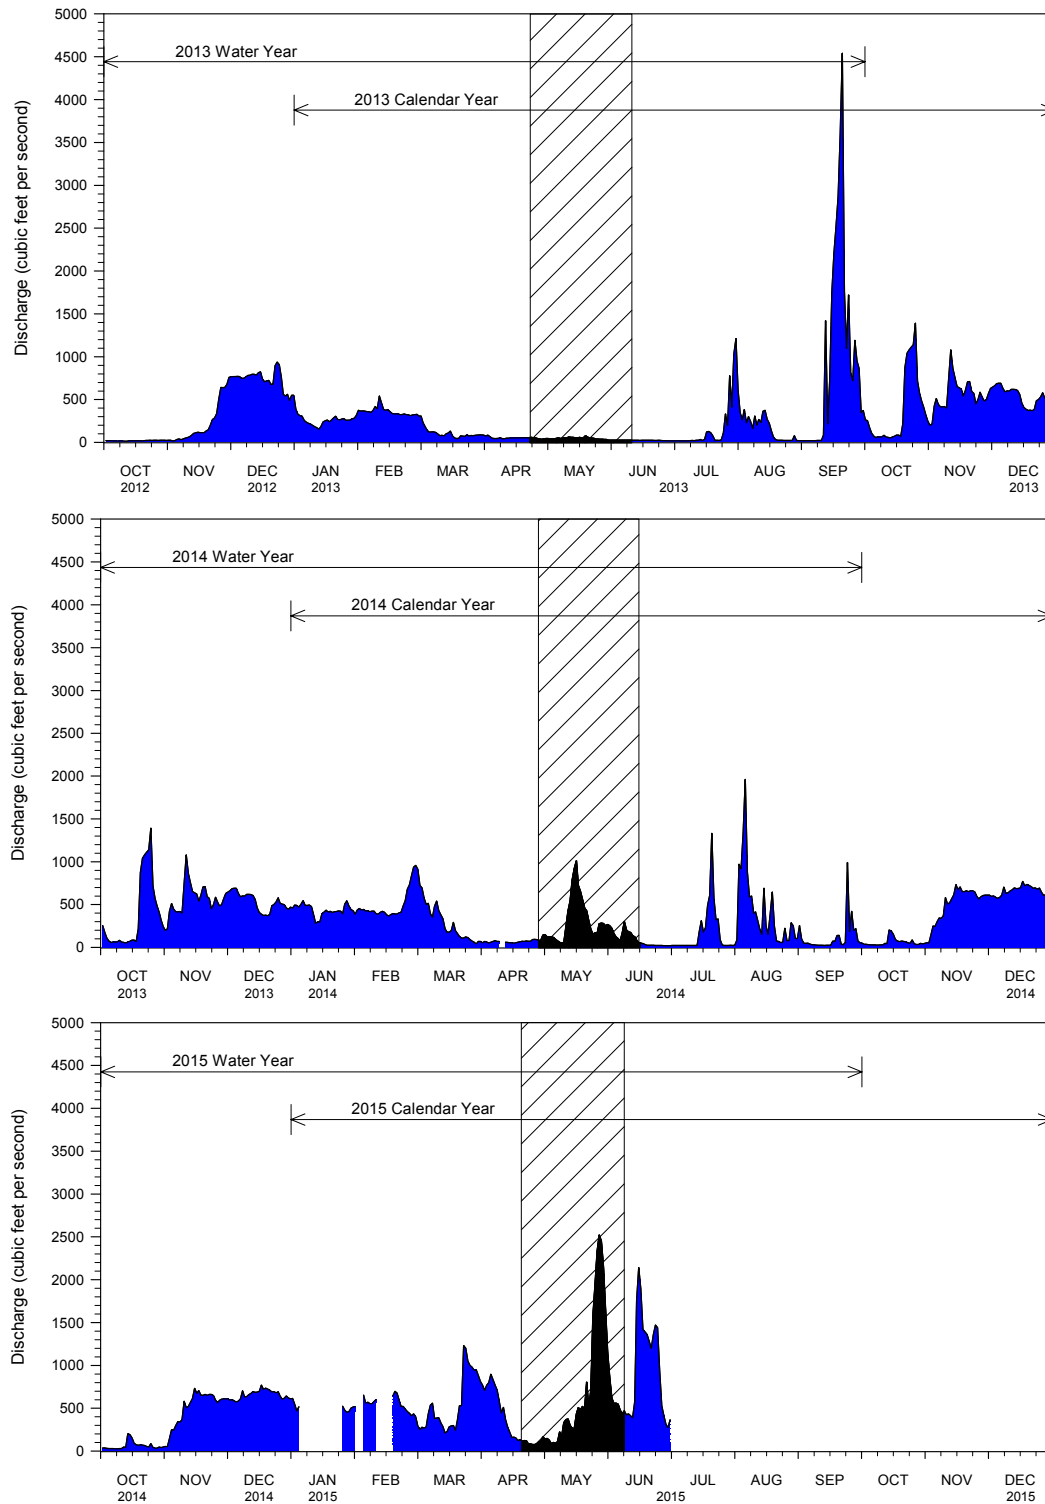 5000
4500
4000
3500
3000
2500
2000
1500
1000
500
0
Discharge (cubic feet per second)
2013 Water Year
2013 Calendar Year
OCT NOV DEC JAN FEB MAR APR MAY JUN JUL AUG SEP OCT NOV DEC
2012 2012 2013 2013 2013
5000
4500
4000
3500
3000
2500
2000
1500
1000
500
0
Discharge (cubic feet per second)
2014 Water Year
2014 Calendar Year
OCT NOV DEC JAN FEB MAR APR MAY JUN JUL AUG SEP OCT NOV DEC
2013 2013 2014 2014 2014
5000
4500
4000
3500
3000
2500
2000
1500
1000
500
0
Discharge (cubic feet per second)
2015 Water Year
2015 Calendar Year
OCT NOV DEC JAN FEB MAR APR MAY JUN JUL AUG SEP OCT NOV DEC
2014 2014 2015 2015 2015